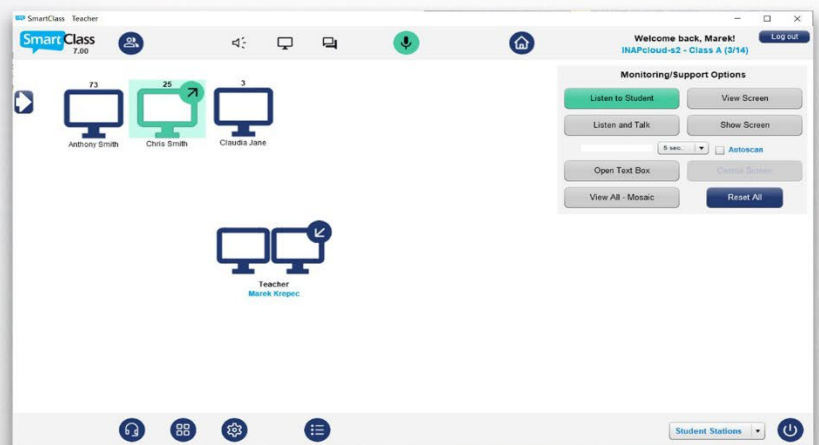 SmartClass Teacher
Smart Class
7.00
Welcome back, Marek!
INAPcloud-s2 - Class A (3/14)
Log out
73
25
3
Anthony Smith
Chris Smith
Claudia Jane
Teacher
Marek Krepec
Monitoring/Support Options
Listen to Student
View Screen
Listen and Talk
Show Screen
5 sec.
Autoscan
Open Text Box
Control Screen
View All - Mosaic
Reset All
Student Stations